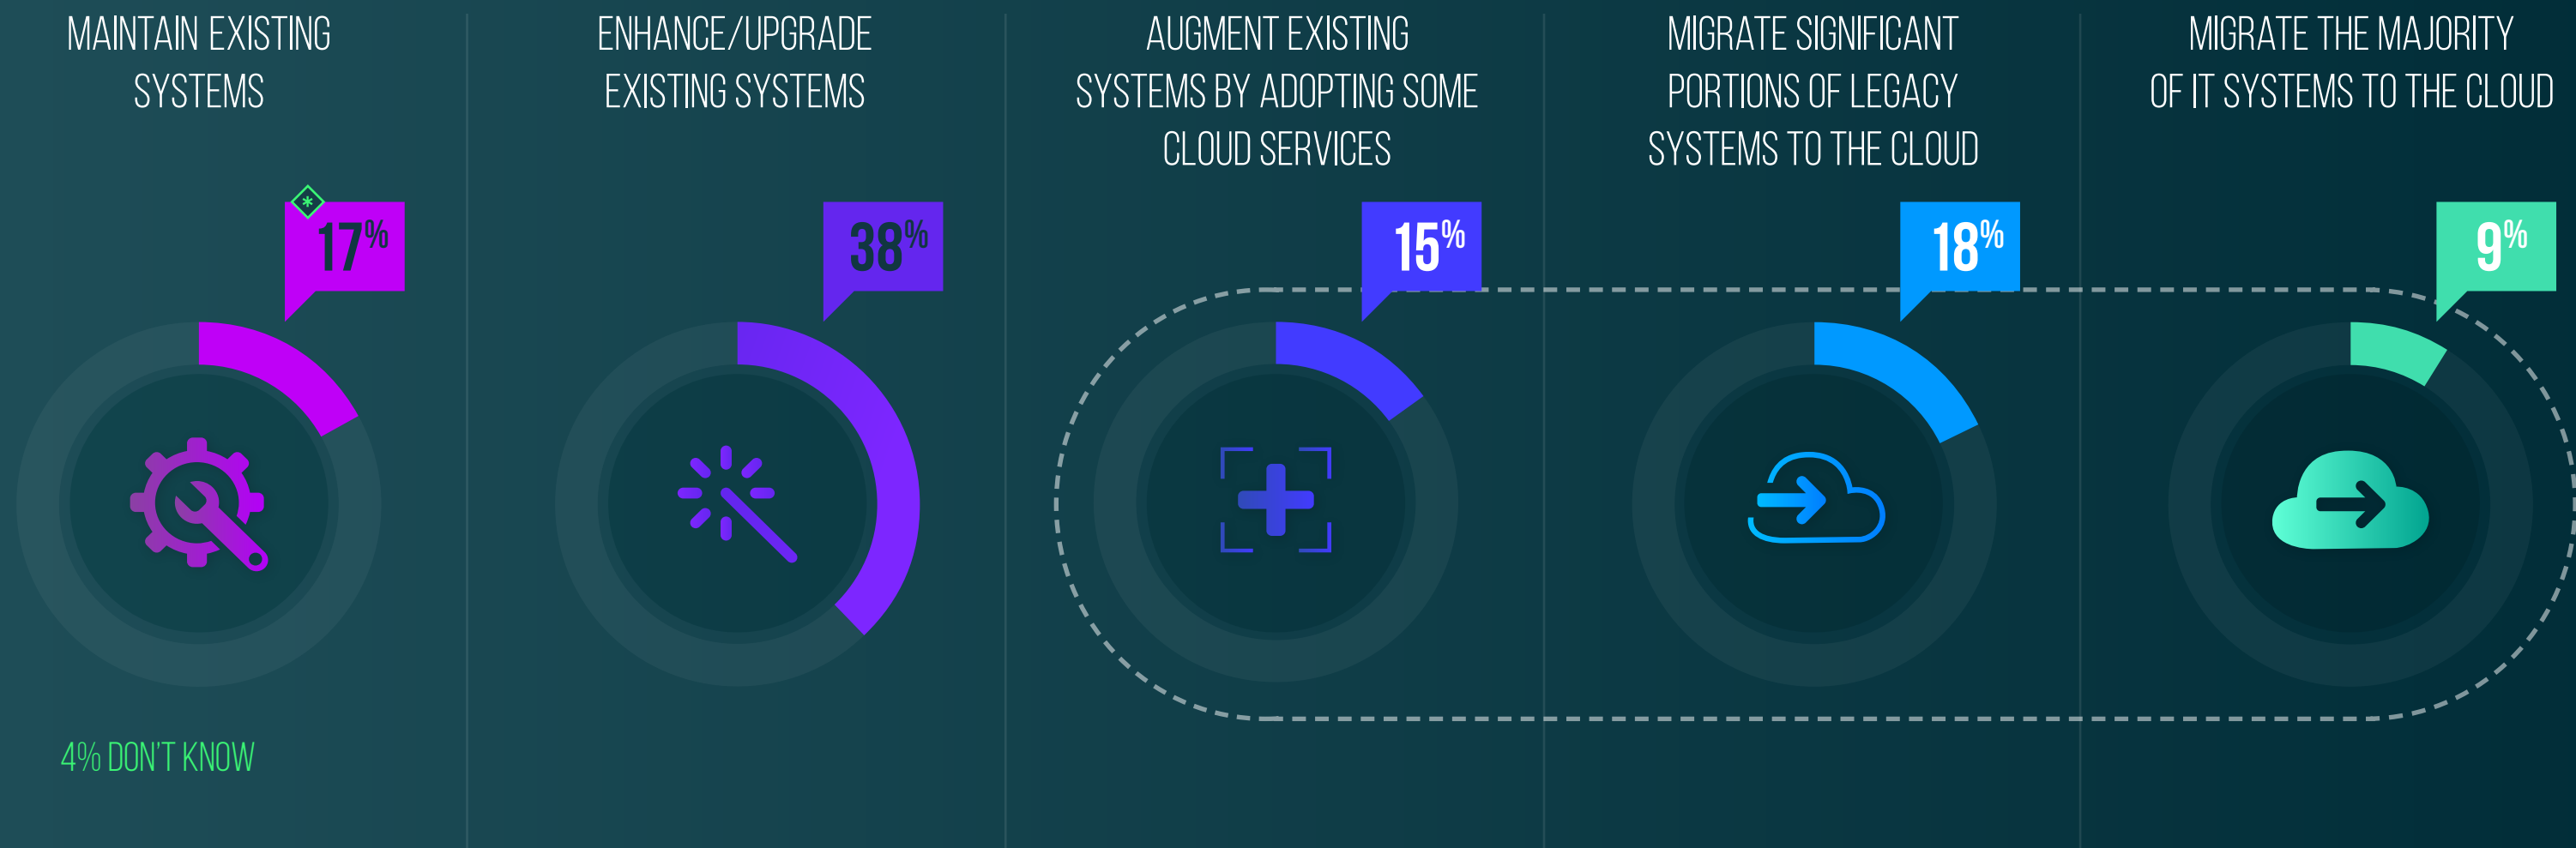 MAINTAIN EXISTING
SYSTEMS
*
17%
4% DON'T KNOW
ENHANCE/UPGRADE
EXISTING SYSTEMS
38%
AUGMENT EXISTING
SYSTEMS BY ADOPTING SOME
CLOUD SERVICES
15%
MIGRATE SIGNIFICANT
PORTIONS OF LEGACY
SYSTEMS TO THE CLOUD
18%
MIGRATE THE MAJORITY
OF IT SYSTEMS TO THE CLOUD
9%